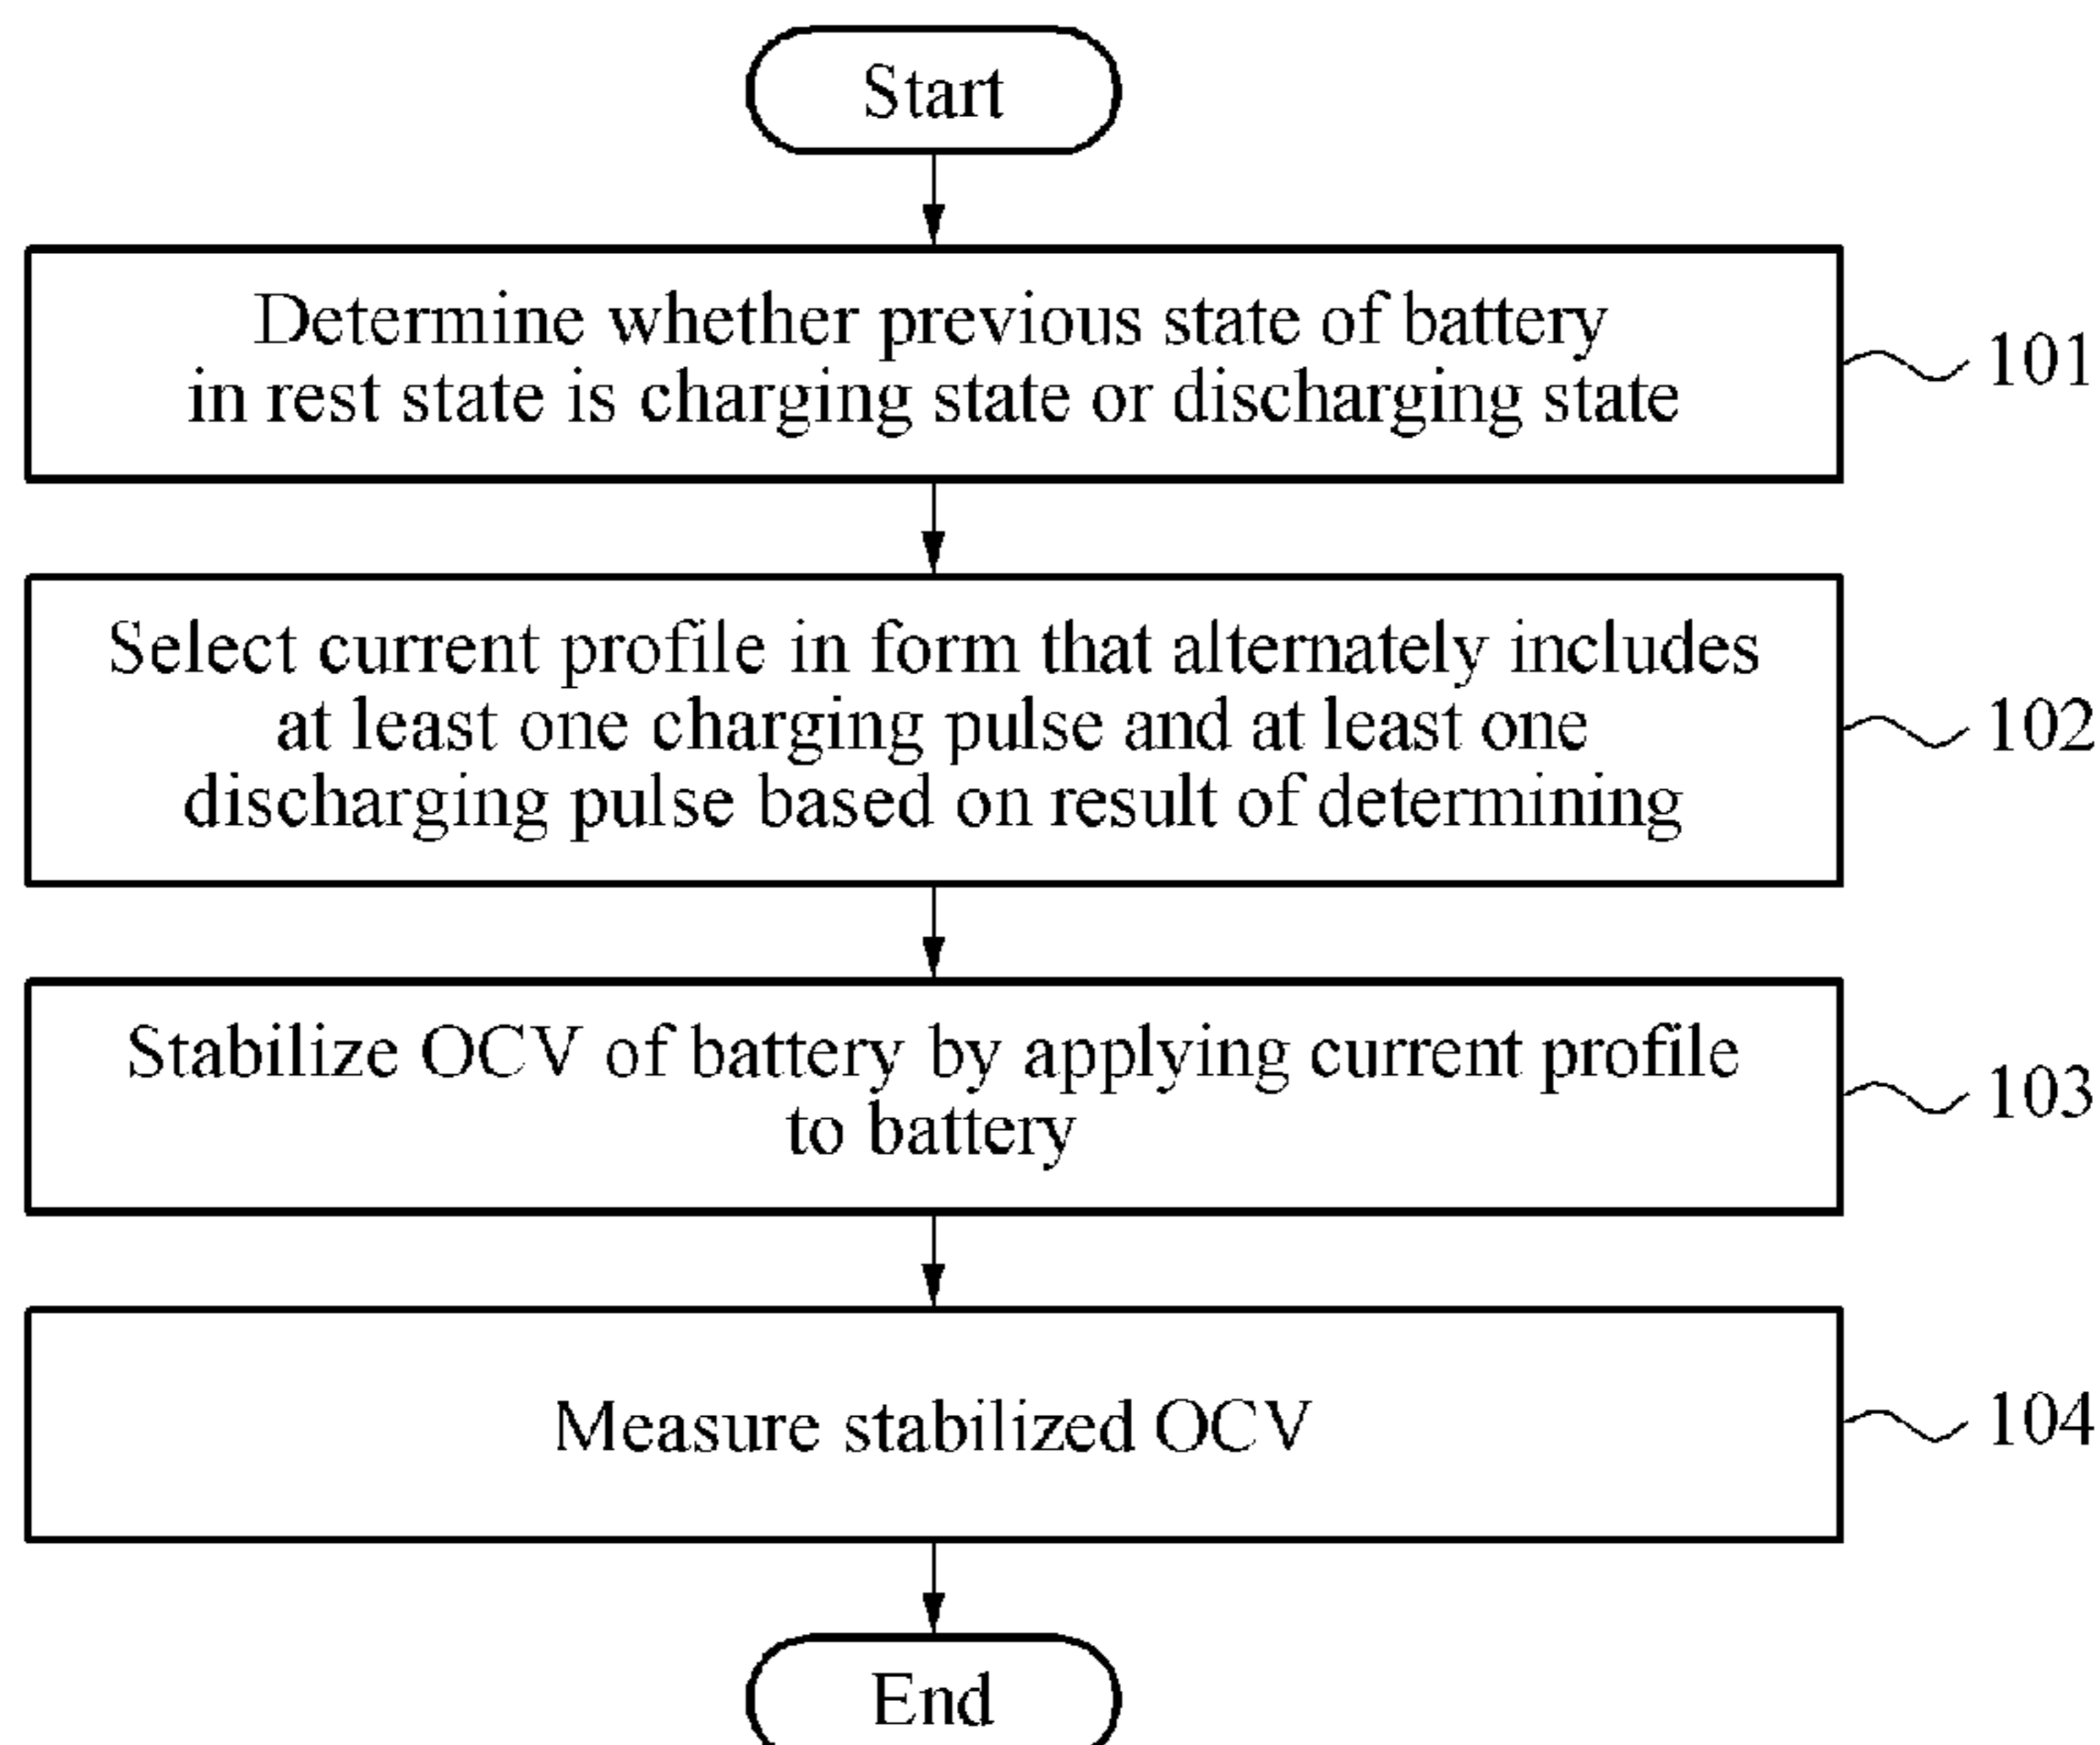 Start
Determine whether previous state of battery
in rest state is charging state or discharging state
101
Select current profile in form that alternately includes
at least one charging pulse and at least one
discharging pulse based on result of determining
102
Stabilize OCV of battery by applying current profile
to battery
103
Measure stabilized OCV
104
End